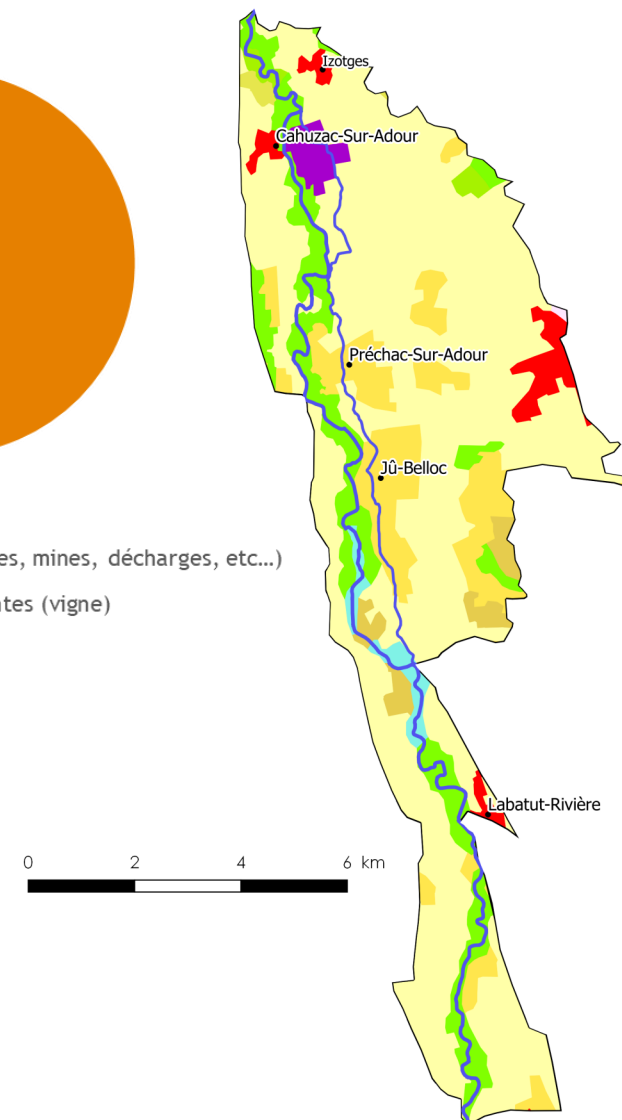 Izotges
Cahuzac-Sur-Adour
Préchac-Sur-Adour
Jû-Belloc
es, mines, décharges, etc...)
ntes (vigne)
Labatut-Rivière
0 2 4 6 km